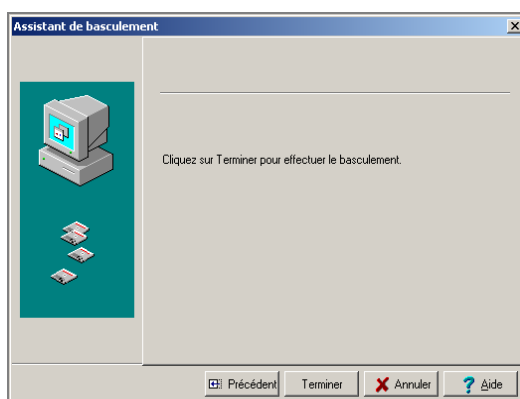 Assistant de basculement
Cliquez sur Terminer pour effectuer le basculement.
Précédent Terminer Annuler ? Aide